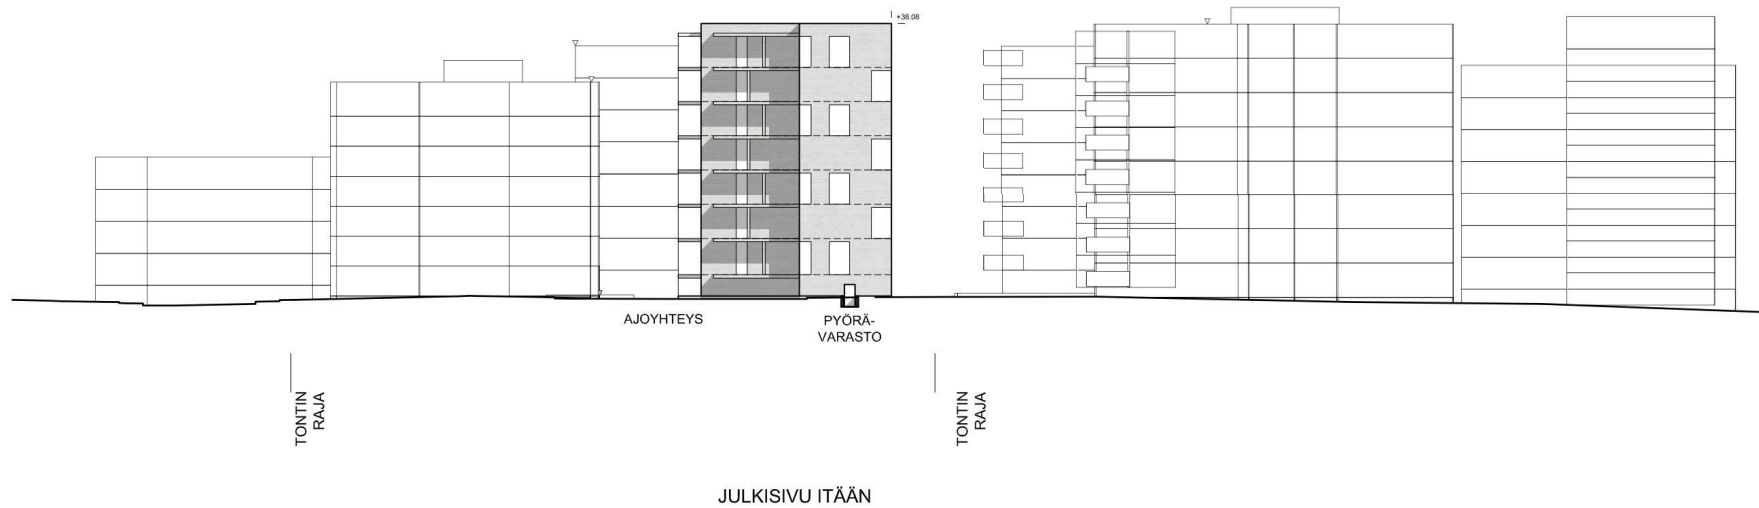 +38.08
AJOYHTEYS
PYÖRÄ-
VARASTO
TONTIN
RAJA
TONTIN
RAJA
JULKISIVU ITÄÄN